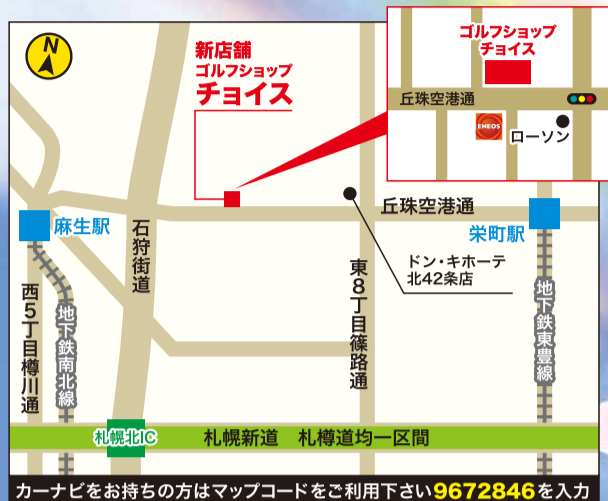 N
新店舗
ゴルフショップ
チョイス
ゴルフショップ
チョイス
丘珠空港通
ENEOS
ローソン
麻生駅
石狩街道
丘珠空港通
栄町駅
ドン・キホーテ
北42条店
西5丁目樽川通
地下鉄南北線
東8丁目篠路通
地下鉄東豊線
札幌北IC
札幌新道 札樽道均一区間
カーナビをお持ちの方はマップコードをご利用下さい9672846を入力